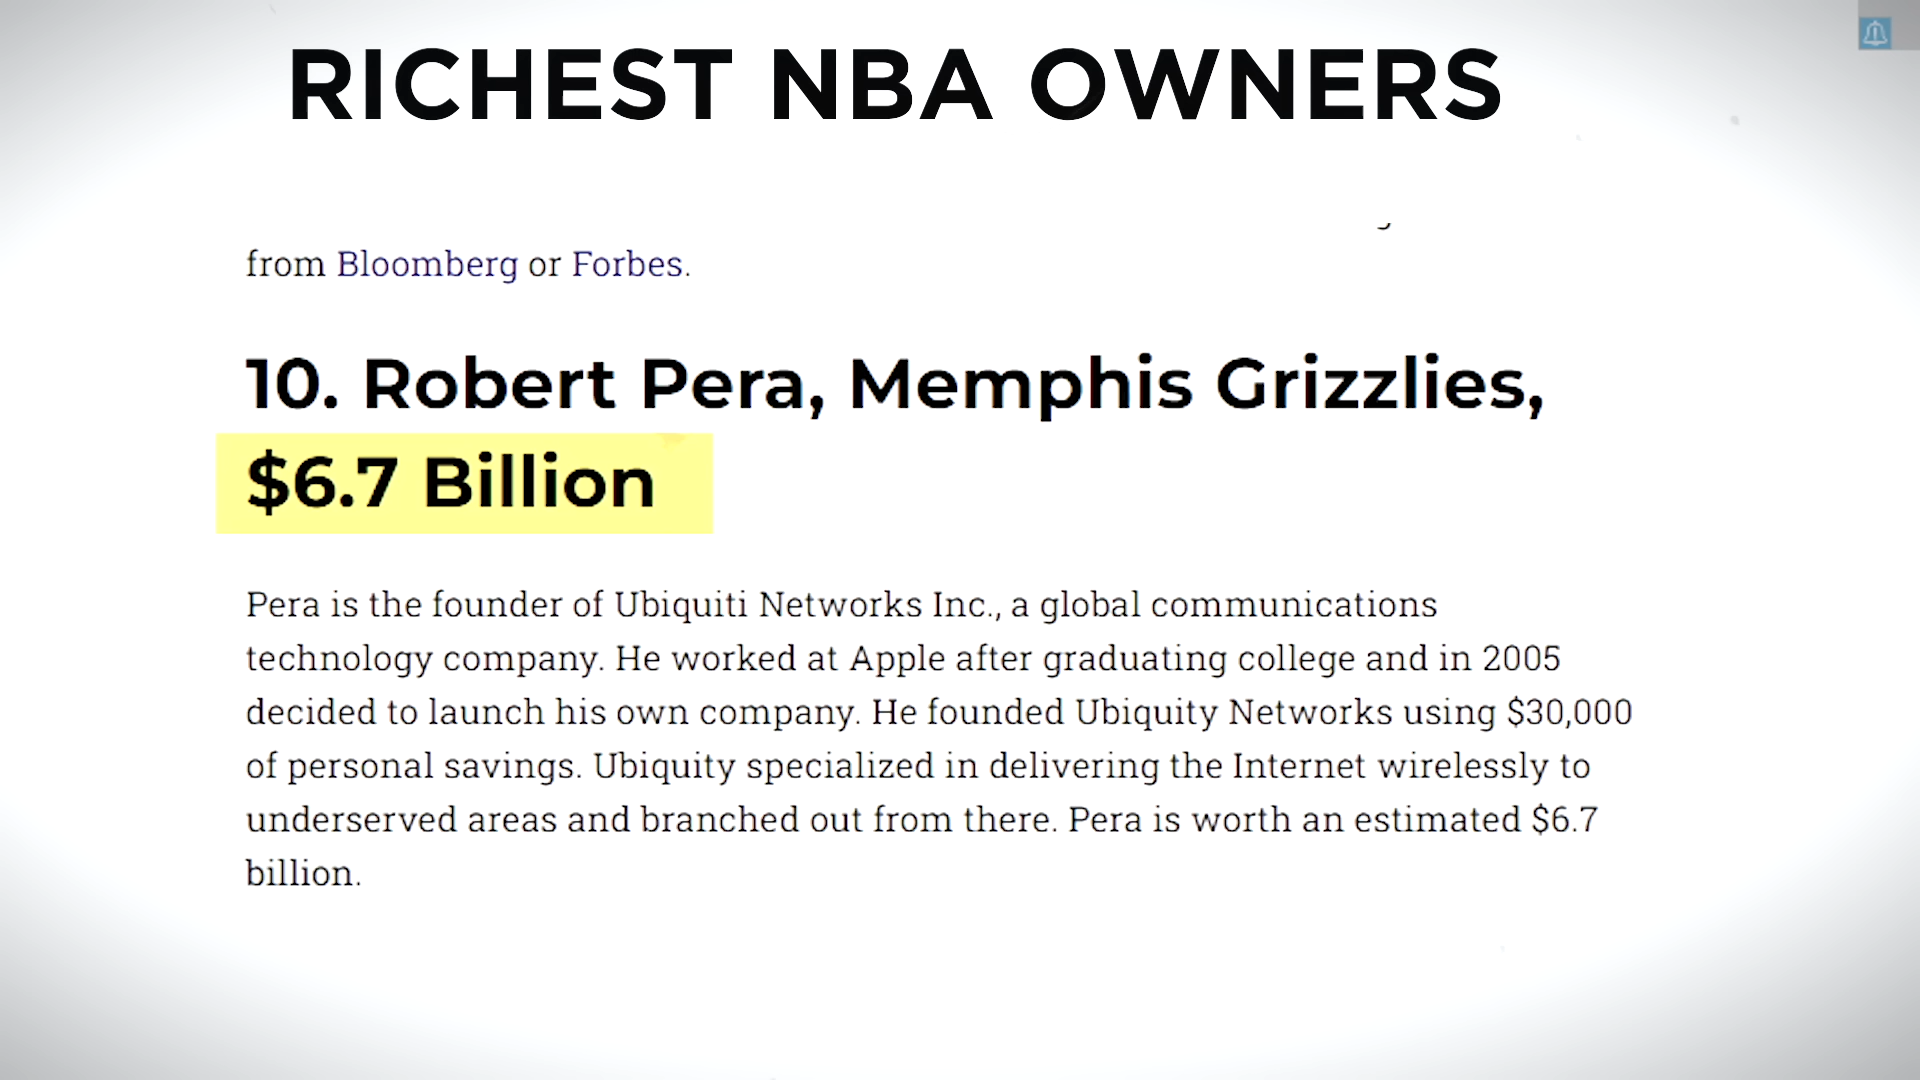 RICHEST NBA OWNERS
from Bloomberg or Forbes.
10. Robert Pera, Memphis Grizzlies,
$6.7 Billion
Pera is the founder of Ubiquiti Networks Inc., a global communications
technology company. He worked at Apple after graduating college and in 2005
decided to launch his own company. He founded Ubiquity Networks using $30,000
of personal savings. Ubiquity specialized in delivering the Internet wirelessly to
underserved areas and branched out from there. Pera is worth an estimated $6.7
billion.